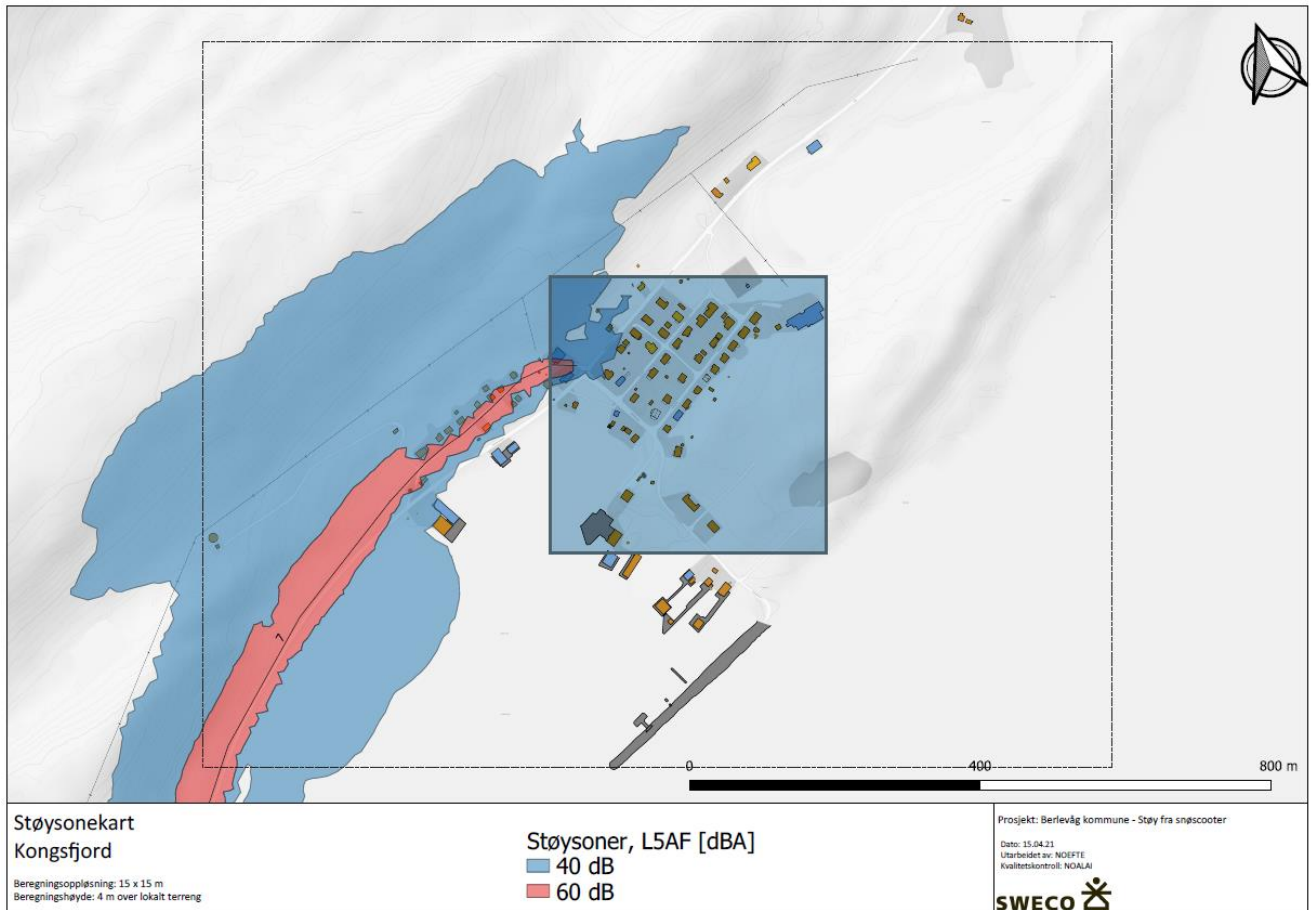 0 400 800 m
Støysonekart
Kongsfjord
Beregningsoppløsning: 15 x 15 m
Beregningshøyde: 4 m over lokalt terreng
Støysoner, L5AF [dBA]
40 dB
60 dB
Prosjekt: Berlevåg kommune - Støy fra snøscooter
Dato: 15.04.21
Utarbeidet av: NOEFTE
Kvalitetskontroll: NOALAI
SWECO